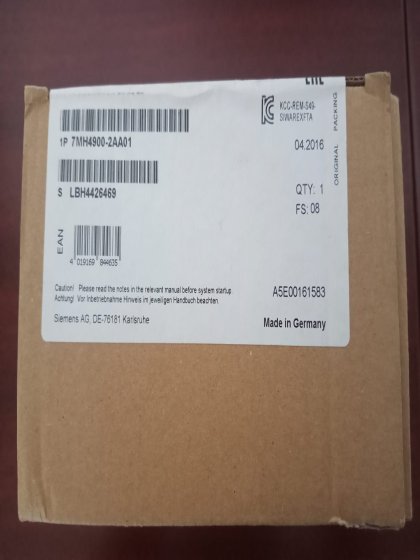 EAC
KCC-REM-S49-
SIWAREXFTA
1P 7MH4900-2AA01
04.2016
ORIGINAL PACKING
S LBH4426469
QTY: 1
FS: 08
EAN
4 019169 844635
Caution! Please read the notes in the relevant manual before system startup.
Achtung! Vor Inbetriebnahme Hinweise im jeweiligen Handbuch beachten.
A5E00161583
Siemens AG, DE-76181 Karlsruhe
Made in Germany